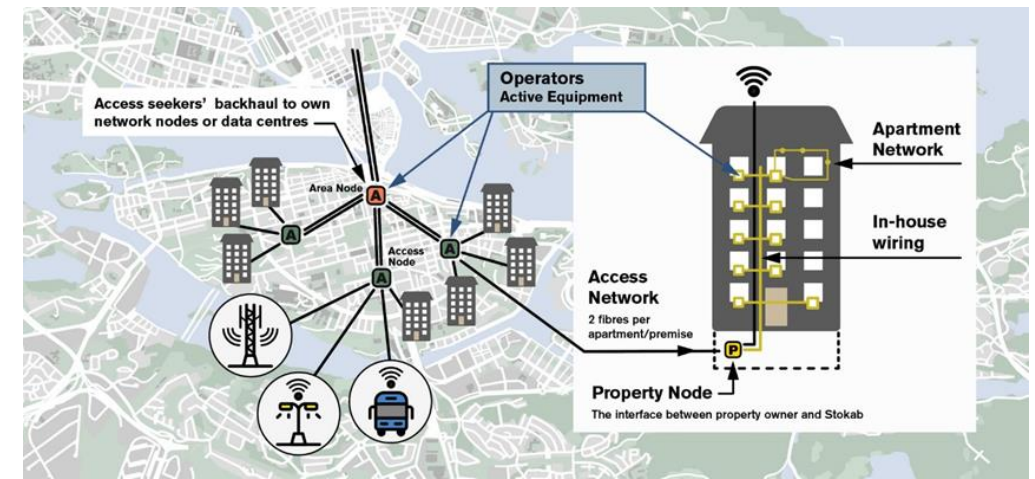 Access seekers' backhaul to own
network nodes or data centres
Operators
Active Equipment
Area Node
A
A
Access
Node
A
A
Access
Network
2 fibres per
apartment/premise
Apartment
Network
In-house
wiring
P
Property Node
The interface between property owner and Stokab